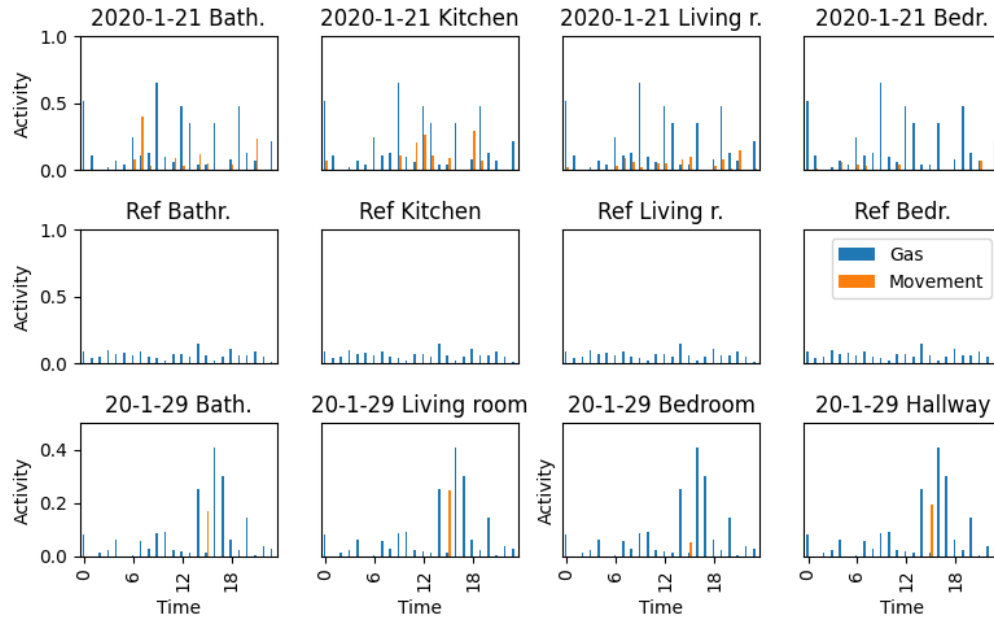 2020-1-21 Bath. 2020-1-21 Kitchen 2020-1-21 Living r. 2020-1-21 Bedr.
1.0
Activity
0.5
0.0
Ref Bathr. Ref Kitchen Ref Living r. Ref Bedr.
1.0
0.5
0.0
Gas
Movement
20-1-29 Bath. 20-1-29 Living room 20-1-29 Bedroom 20-1-29 Hallway
0.4
Activity Activity
0.2
0.0
0 6 12 18 0 6 12 18 0 6 12 18 0 6 12 18
Time Time Time Time